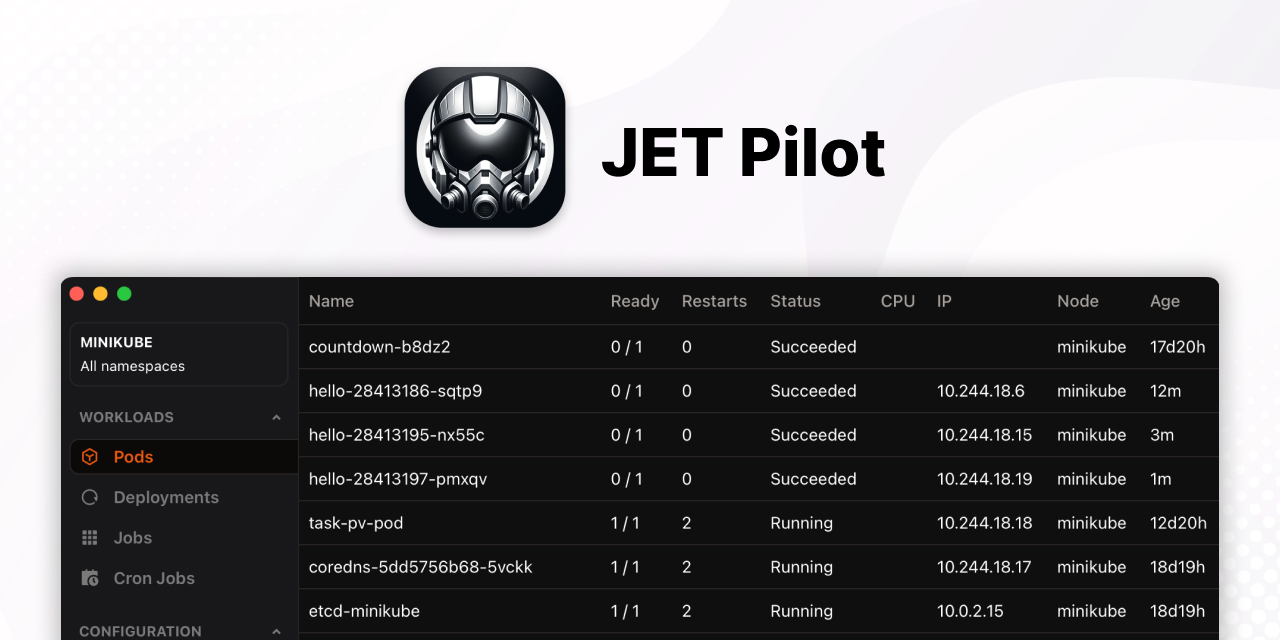 JET Pilot
MINIKUBE
All namespaces
WORKLOADS
Pods
Deployments
Jobs
Cron Jobs
CONFIGURATION
Name Ready Restarts Status CPU IP Node Age
countdown-b8dz2 0 / 1 0 Succeeded minikube 17d20h
hello-28413186-sqtp9 0 / 1 0 Succeeded 10.244.18.6 minikube 12m
hello-28413195-nx55c 0 / 1 0 Succeeded 10.244.18.15 minikube 3m
hello-28413197-pmxqv 0 / 1 0 Succeeded 10.244.18.19 minikube 1m
task-pv-pod 1 / 1 2 Running 10.244.18.18 minikube 12d20h
coredns-5dd5756b68-5vckk 1 / 1 2 Running 10.244.18.17 minikube 18d19h
etcd-minikube 1 / 1 2 Running 10.0.2.15 minikube 18d19h